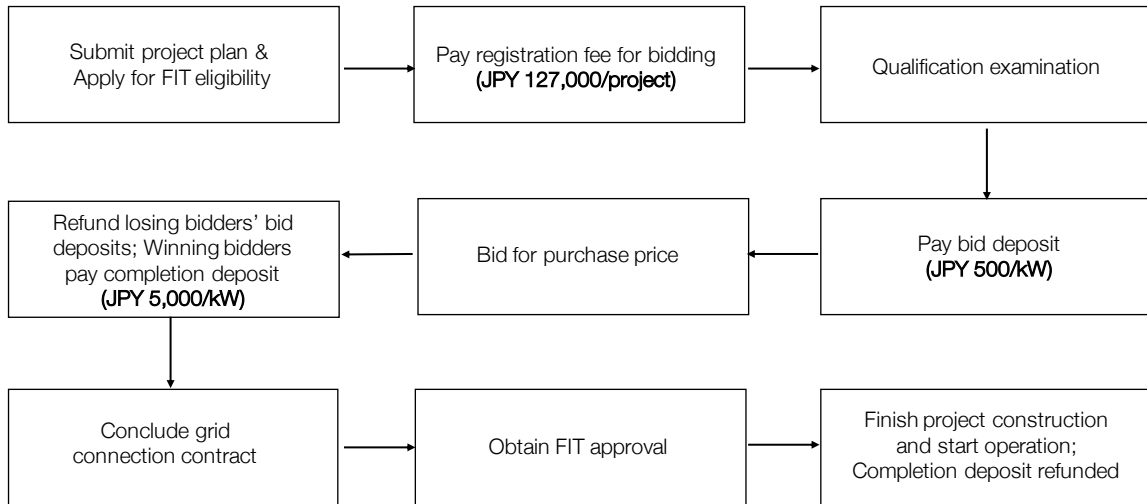 Submit project plan &
Apply for FIT eligibility
Pay registration fee for bidding
(JPY 127,000/project)
Qualification examination
Pay bid deposit
(JPY 500/kW)
Bid for purchase price
Refund losing bidders' bid
deposits; Winning bidders
pay completion deposit
(JPY 5,000/kW)
Conclude grid
connection contract
Obtain FIT approval
Finish project construction
and start operation;
Completion deposit refunded